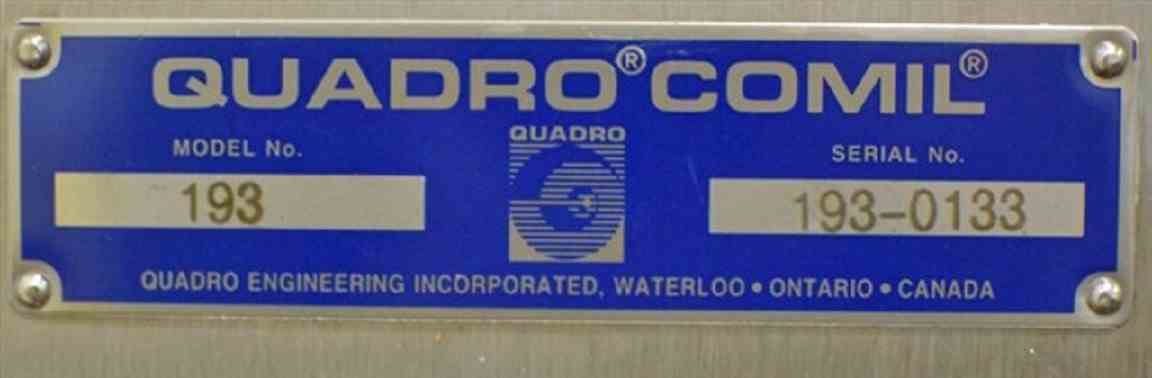 QUADRO® COMIL®
QUADRO
MODEL No.
193
SERIAL No.
193-0133
QUADRO ENGINEERING INCORPORATED, WATERLOO • ONTARIO • CANADA